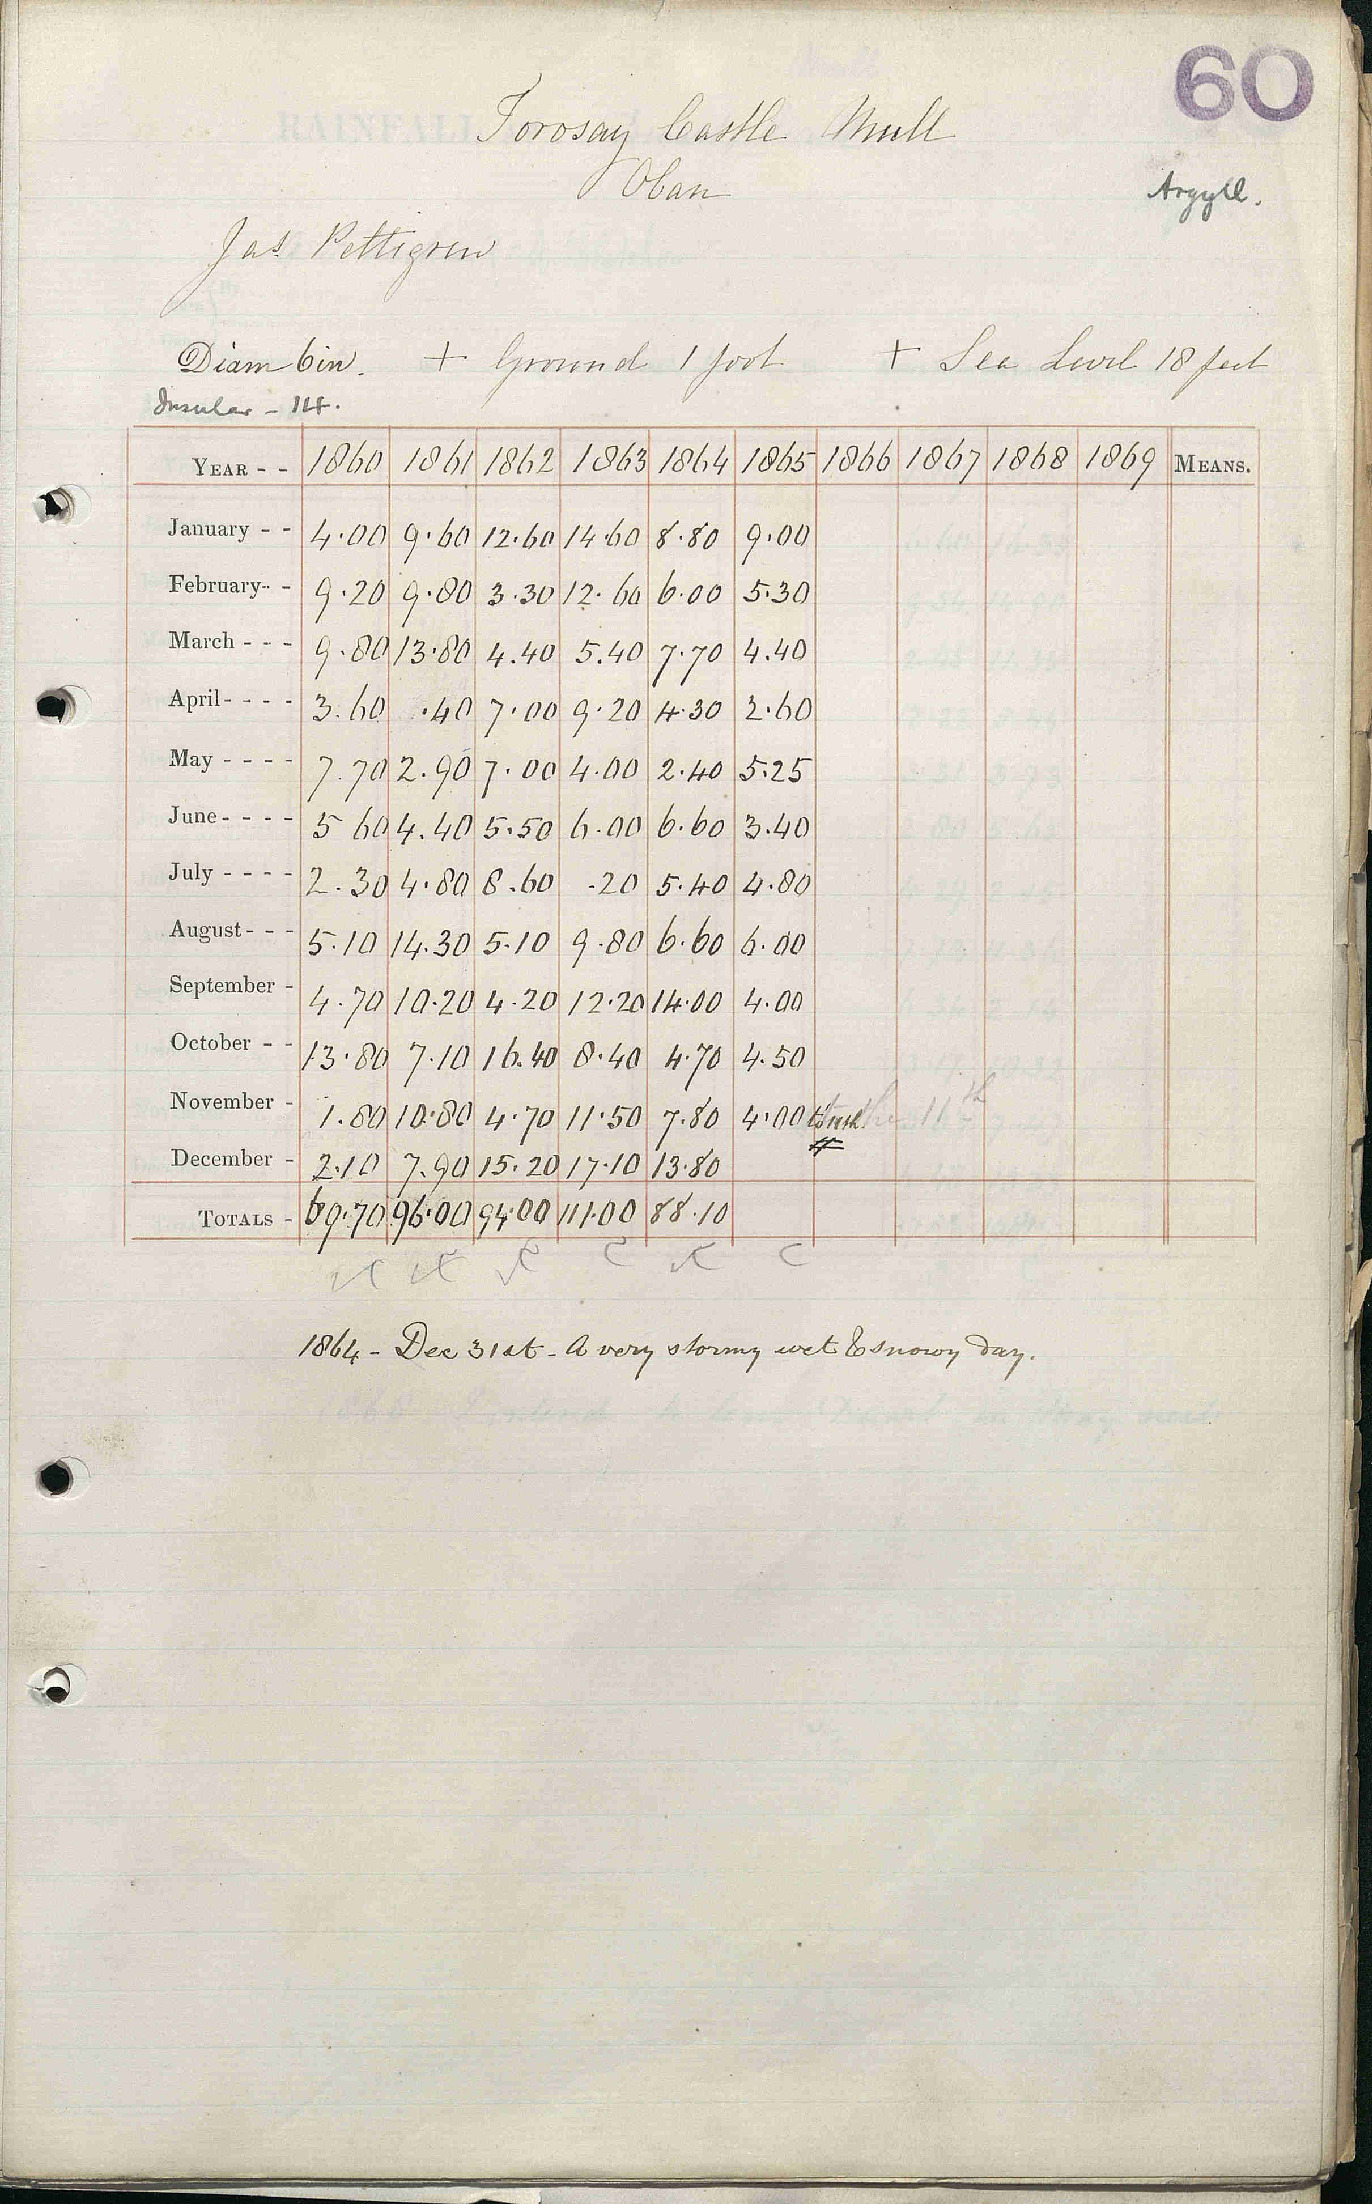 60
Torosay Castle Mull
Oban
Argyll.
Jas Pettigrew
Diam 6in. + Ground 1 foot + Sea Level 18 feet
Insular - 14.
YEAR - - 1860 1861 1862 1863 1864 1865 1866 1867 1868 1869 MEANS.
January - - 4.00 9.60 12.60 14.60 8.80 9.00
February - - 9.20 9.80 3.30 12.60 6.00 5.30
March - - - 9.80 13.80 4.40 5.40 7.70 4.40
April - - - - 3.60 .40 7.00 9.20 4.30 2.60
May - - - - 7.70 2.90 7.00 4.00 2.40 5.25
June - - - - 5 60 4.40 5.50 6.00 6.60 3.40
July - - - - 2.30 4.80 8.60 .20 5.40 4.80
August - - - 5.10 14.30 5.10 9.80 6.60 6.00
September - 4.70 10.20 4.20 12.20 14.00 4.00
October - - 13.80 7.10 16.40 8.40 4.70 4.50
November - 1.80 10.80 4.70 11.50 7.80 4.00 11th
December - 2.10 7.90 15.20 17.10 13.80
TOTALS - 69.70 96.00 94.00 111.00 88.10
1864 - Dec 31st - A very stormy wet & snowy day.